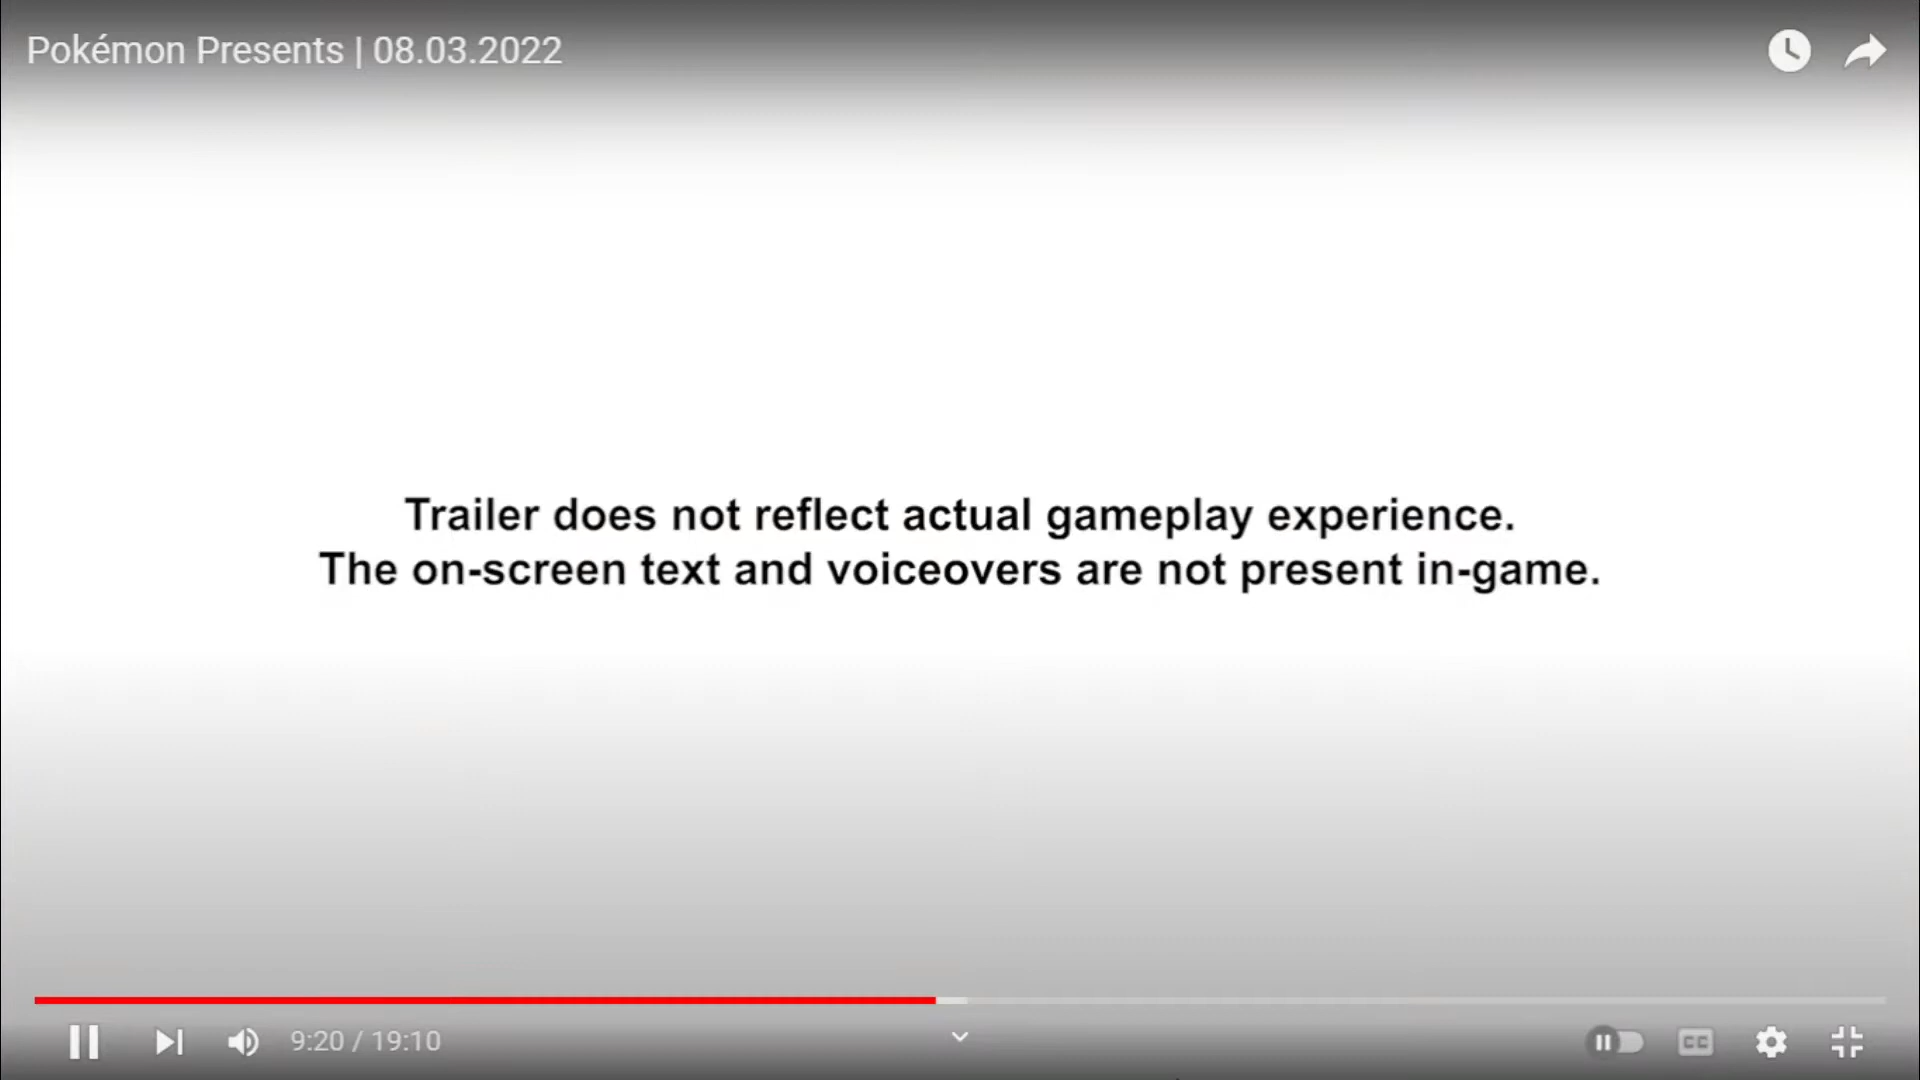 Pokémon Presents | 08.03.2022
Trailer does not reflect actual gameplay experience.
The on-screen text and voiceovers are not present in-game.
9:20 / 19:10
CC